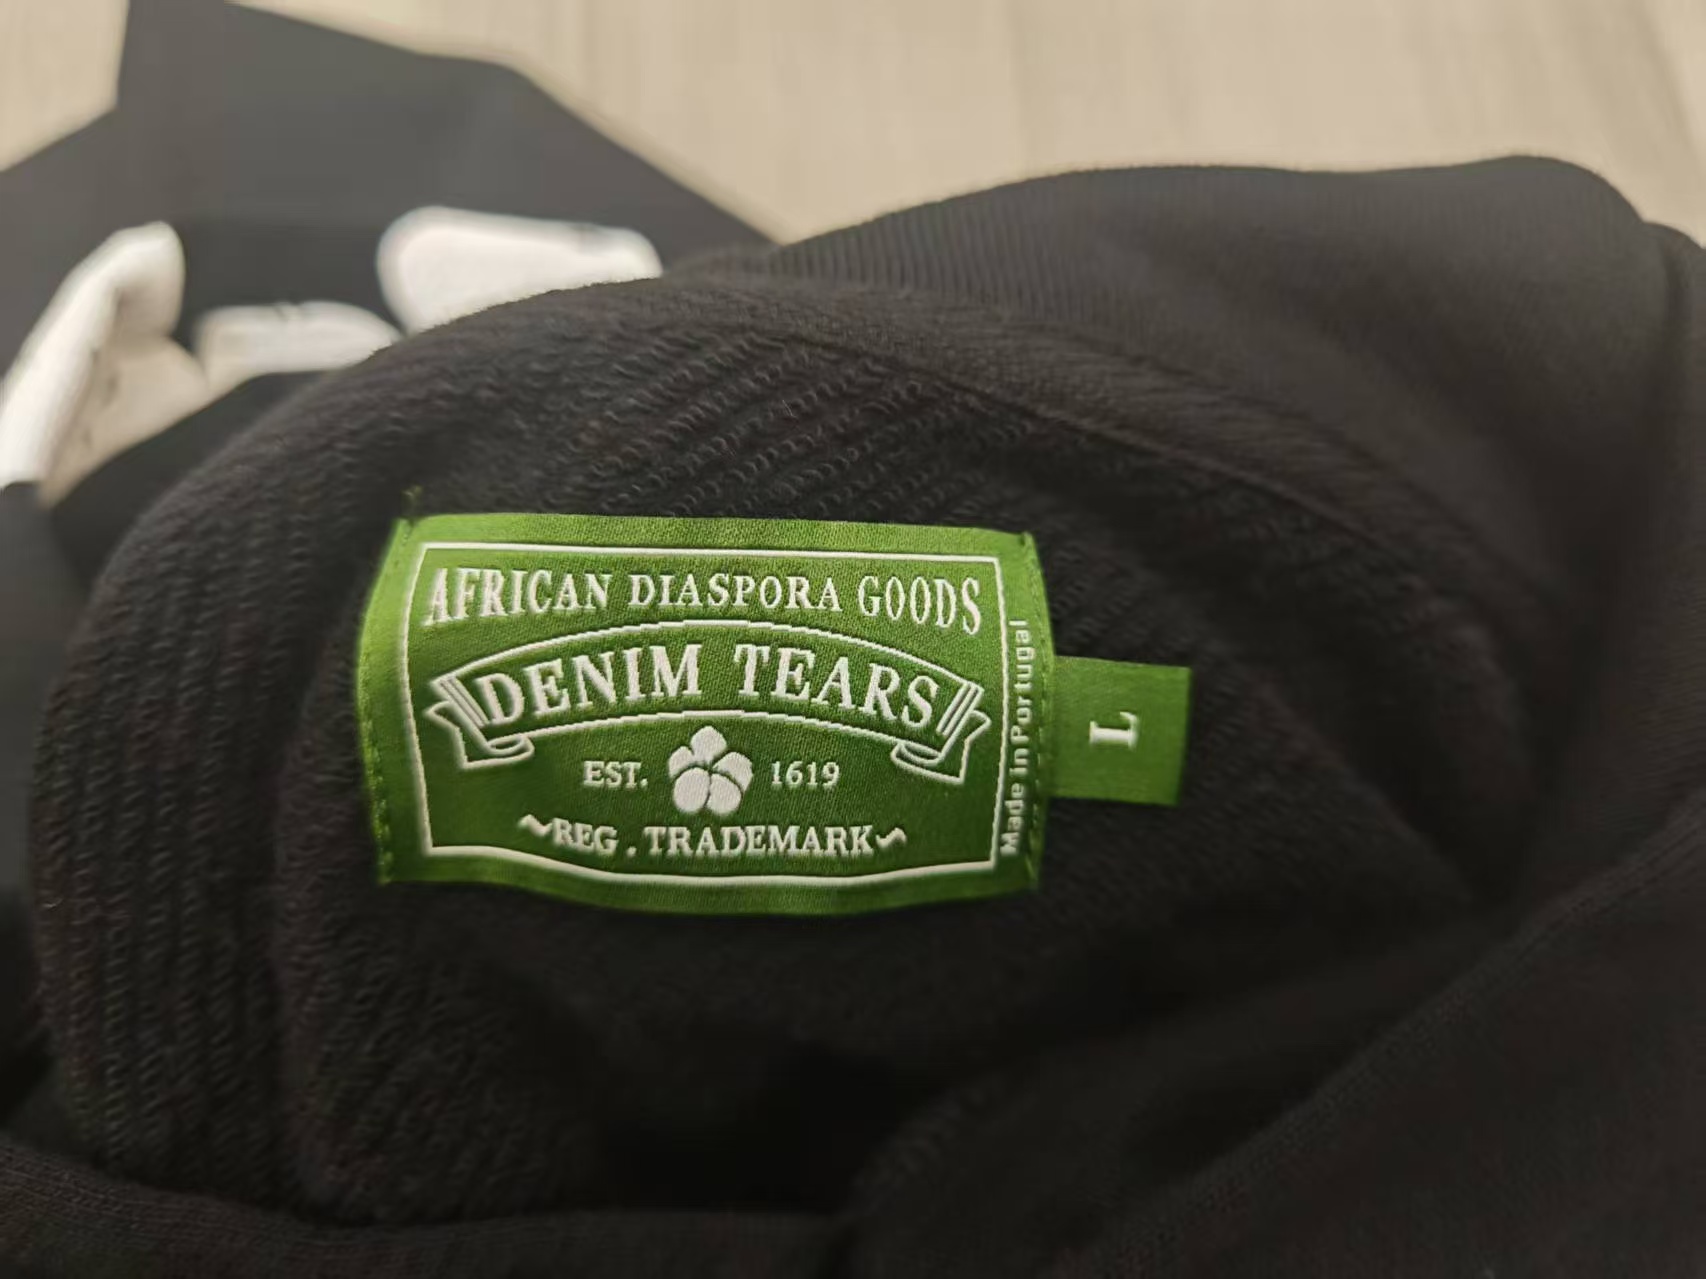 AFRICAN DIASPORA GOODS
DENIM TEARS
EST. 1619
~REG . TRADEMARK~
Made in Portugal
L